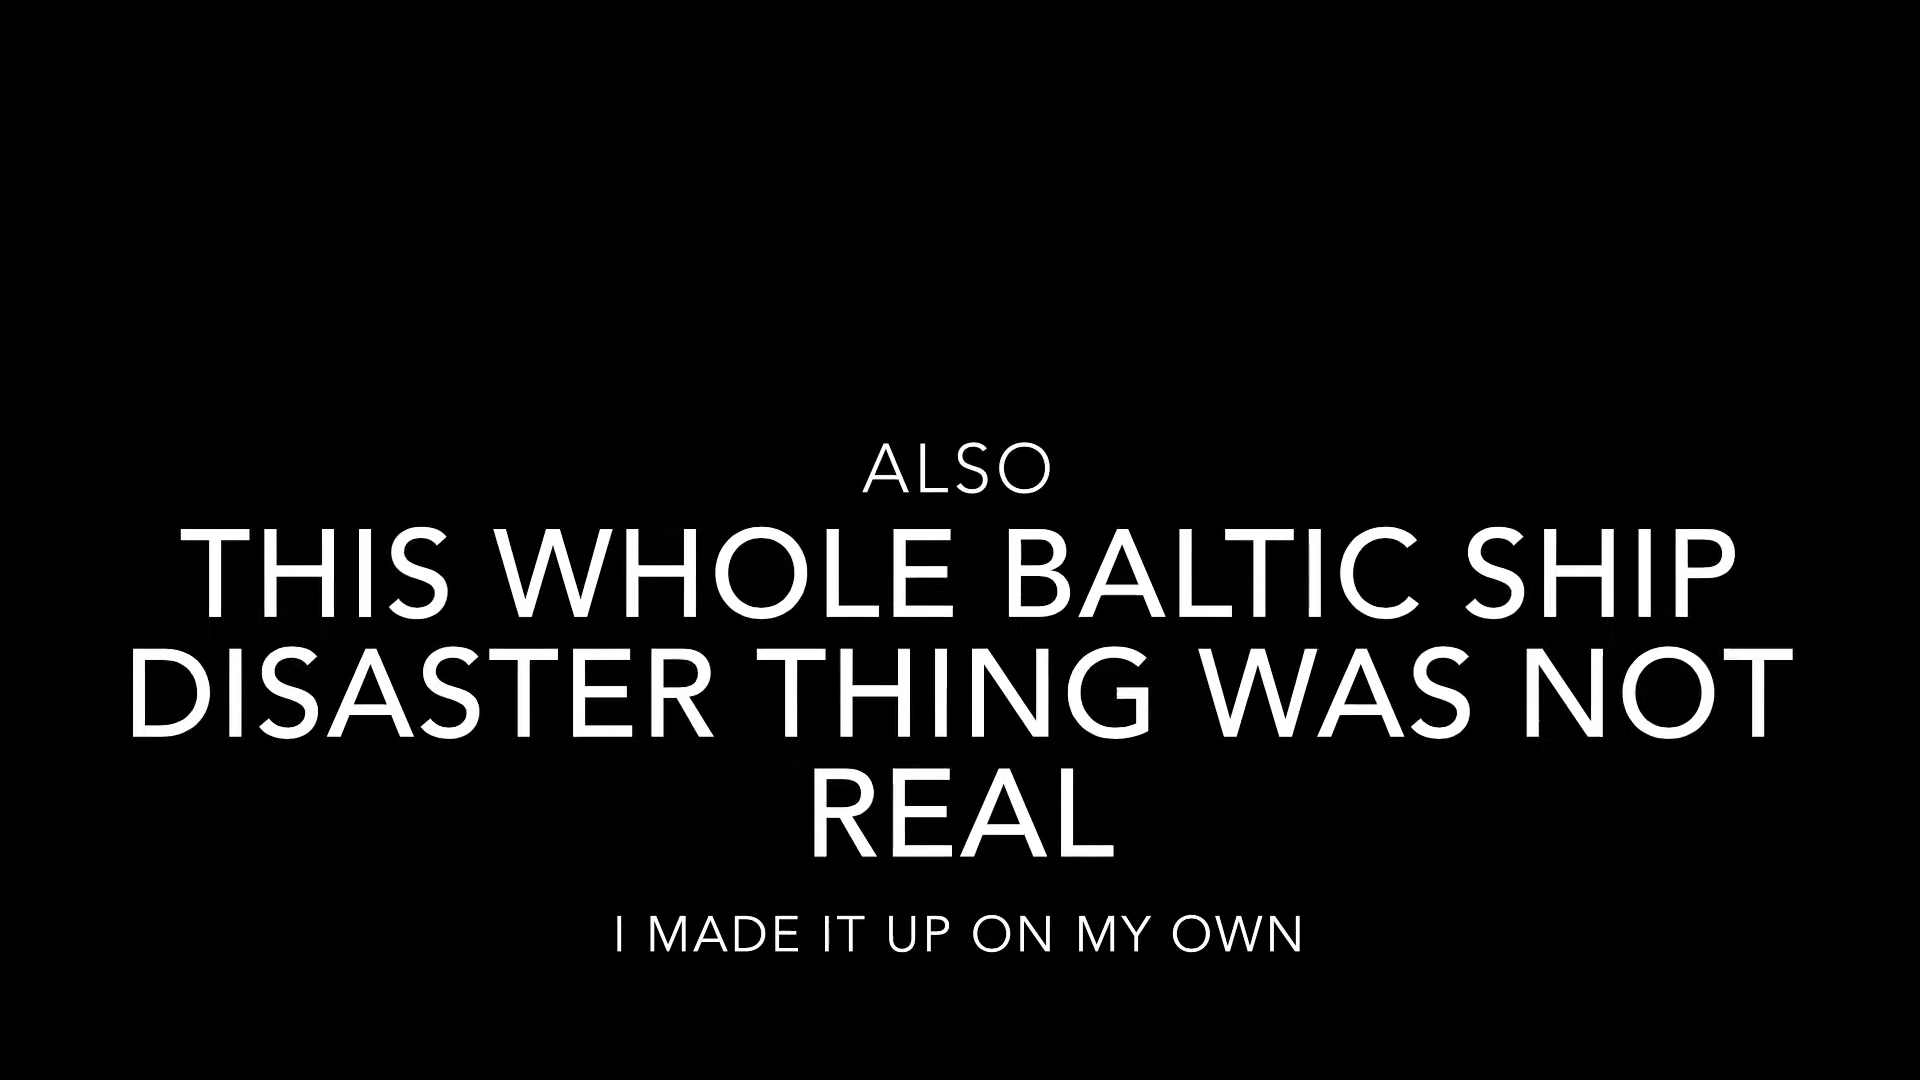 ALSO
THIS WHOLE BALTIC SHIP
DISASTER THING WAS NOT
REAL
I MADE IT UP ON MY OWN